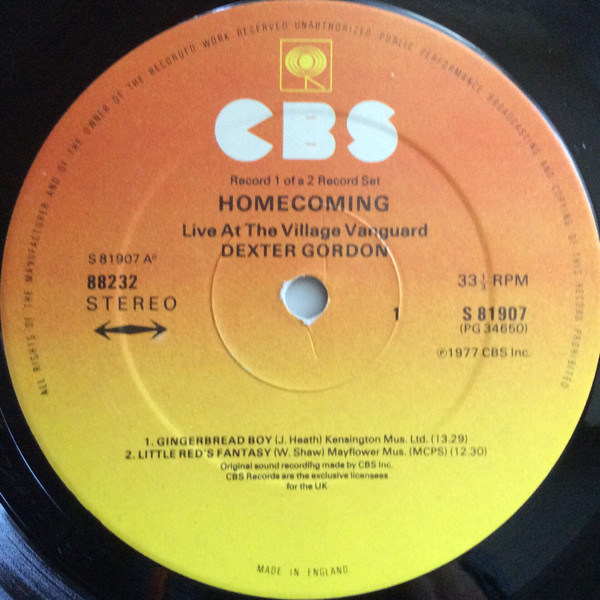 ALL RIGHTS OF THE MANUFACTURER AND OF THE OWNER OF THE RECORDED WORK RESERVED · UNAUTHORIZED PUBLIC PERFORMANCE BROADCASTING AND COPYING OF THIS RECORD PROHIBITED
CBS
Record 1 of a 2 Record Set
HOMECOMING
Live At The Village Vanguard
DEXTER GORDON
S 81907 A
88232
STEREO
33⅓ RPM
1
S 81907
(PG 34650)
℗1977 CBS Inc.
1. GINGERBREAD BOY (J. Heath) Kensington Mus. Ltd. (13.29)
2. LITTLE RED'S FANTASY (W. Shaw) Mayflower Mus. (MCPS) (12.30)
Original sound recording made by CBS Inc.
CBS Records are the exclusive licensees
for the UK
MADE IN ENGLAND